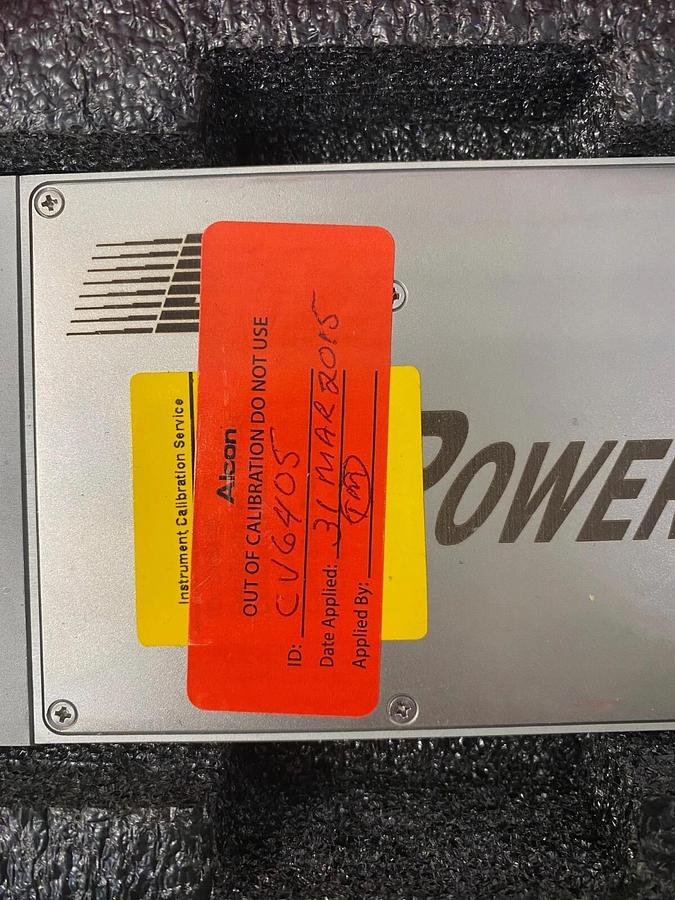 Instrument Calibration Service
Alcon
OUT OF CALIBRATION DO NOT USE
ID: CV6405
Date Applied: 31 MAR 2015
Applied By:
POWER